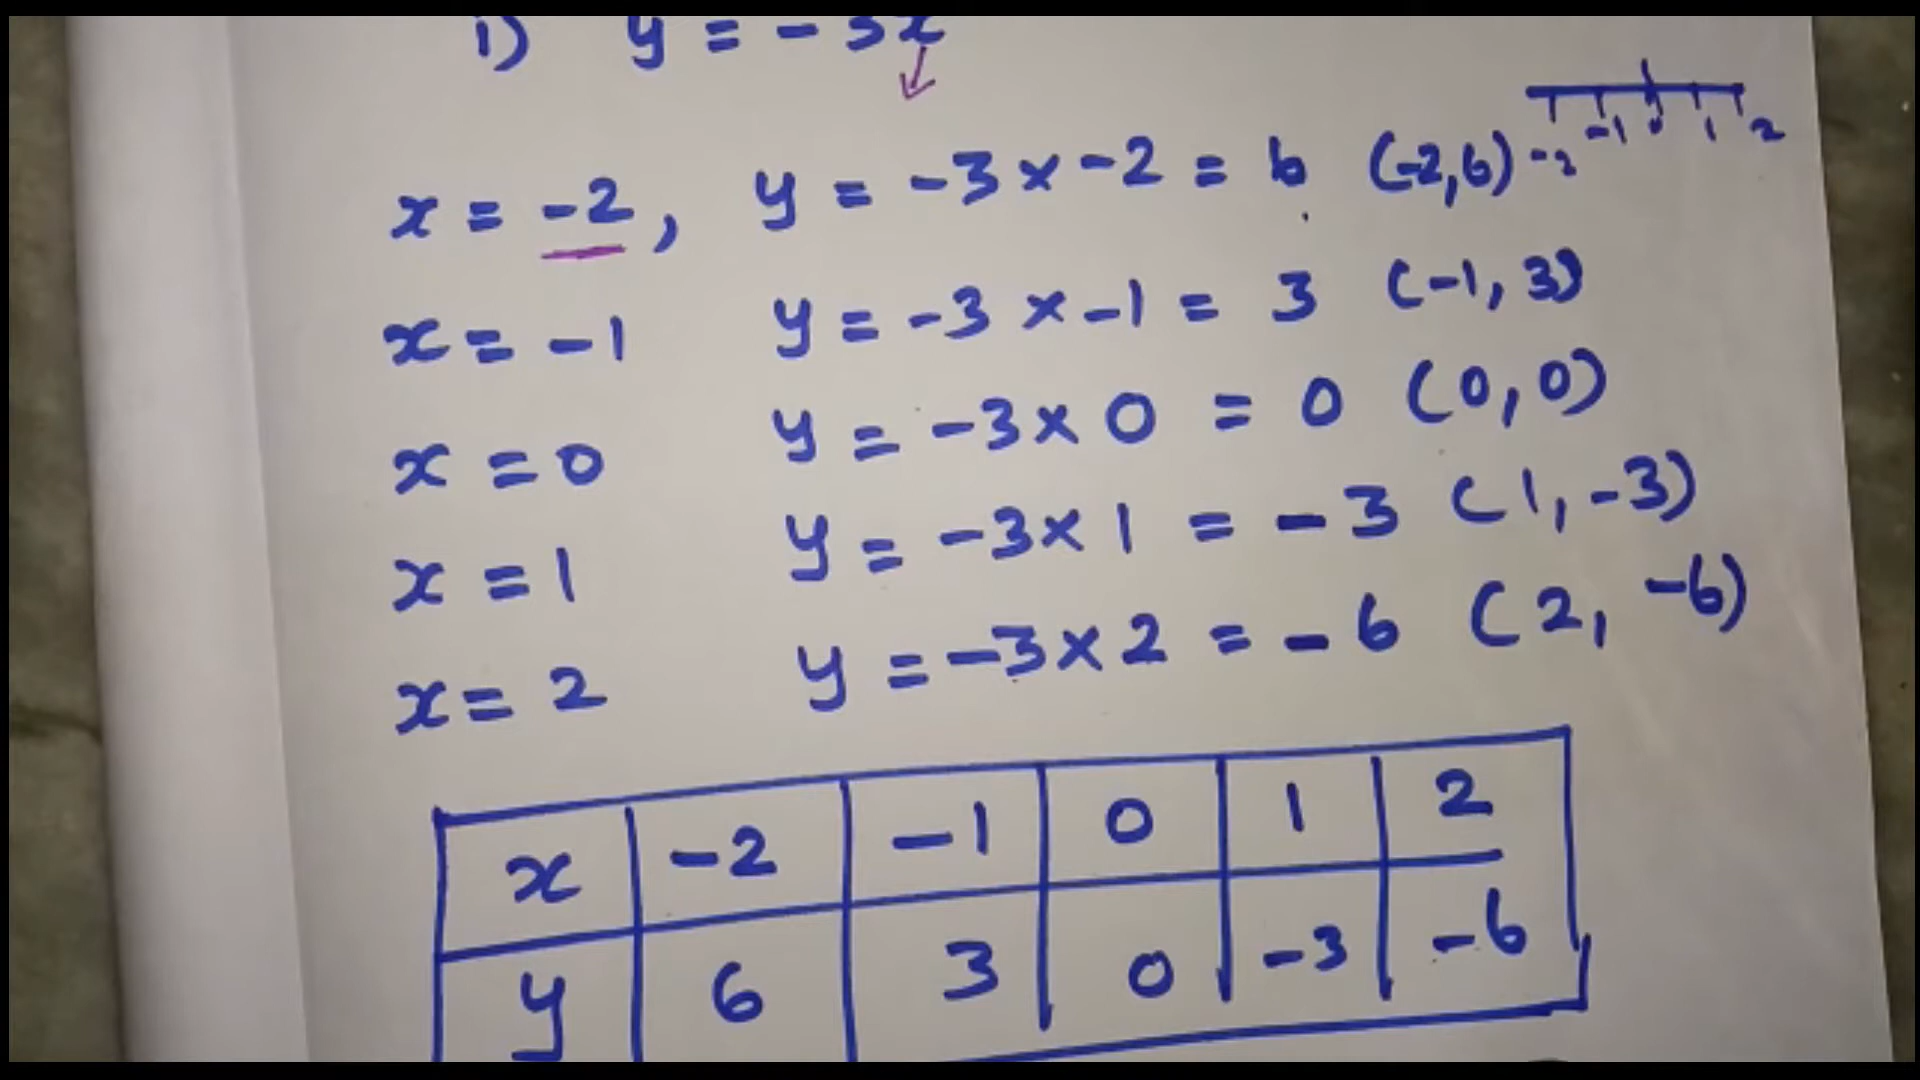 i) y = -3x
-2 -1 0 1 2
x = -2, y = -3 x -2 = 6 (-2,6)
x = -1 y = -3 x -1 = 3 (-1, 3)
x = 0 y = -3 x 0 = 0 (0,0)
x = 1 y = -3 x 1 = -3 (1, -3)
x = 2 y = -3 x 2 = -6 (2, -6)
x -2 -1 0 1 2
y 6 3 0 -3 -6